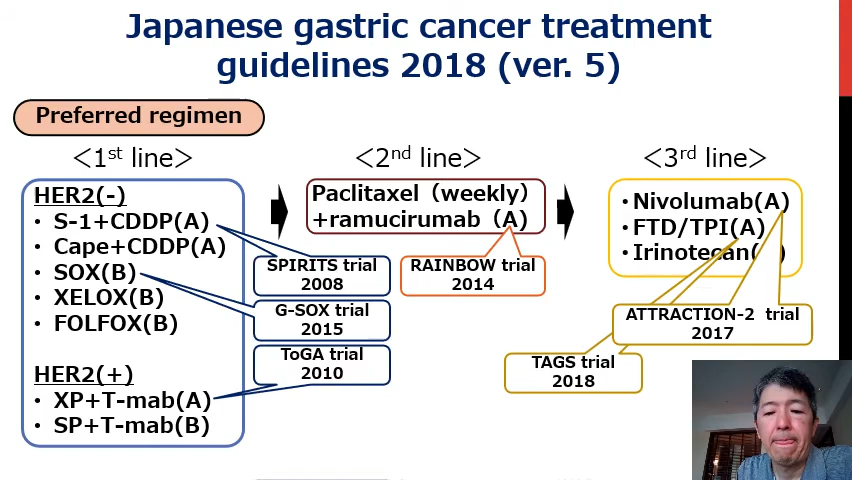 Japanese gastric cancer treatment
guidelines 2018 (ver. 5)
Preferred regimen
<1st line>
<2nd line>
<3rd line>
HER2(-)
• S-1+CDDP(A)
• Cape+CDDP(A)
• SOX(B)
• XELOX(B)
• FOLFOX(B)
HER2(+)
• XP+T-mab(A)
• SP+T-mab(B)
SPIRITS trial
2008
G-SOX trial
2015
ToGA trial
2010
Paclitaxel（weekly）
+ramucirumab（A)
RAINBOW trial
2014
• Nivolumab(A)
• FTD/TPI(A)
• Irinotecan(
ATTRACTION-2 trial
2017
TAGS trial
2018